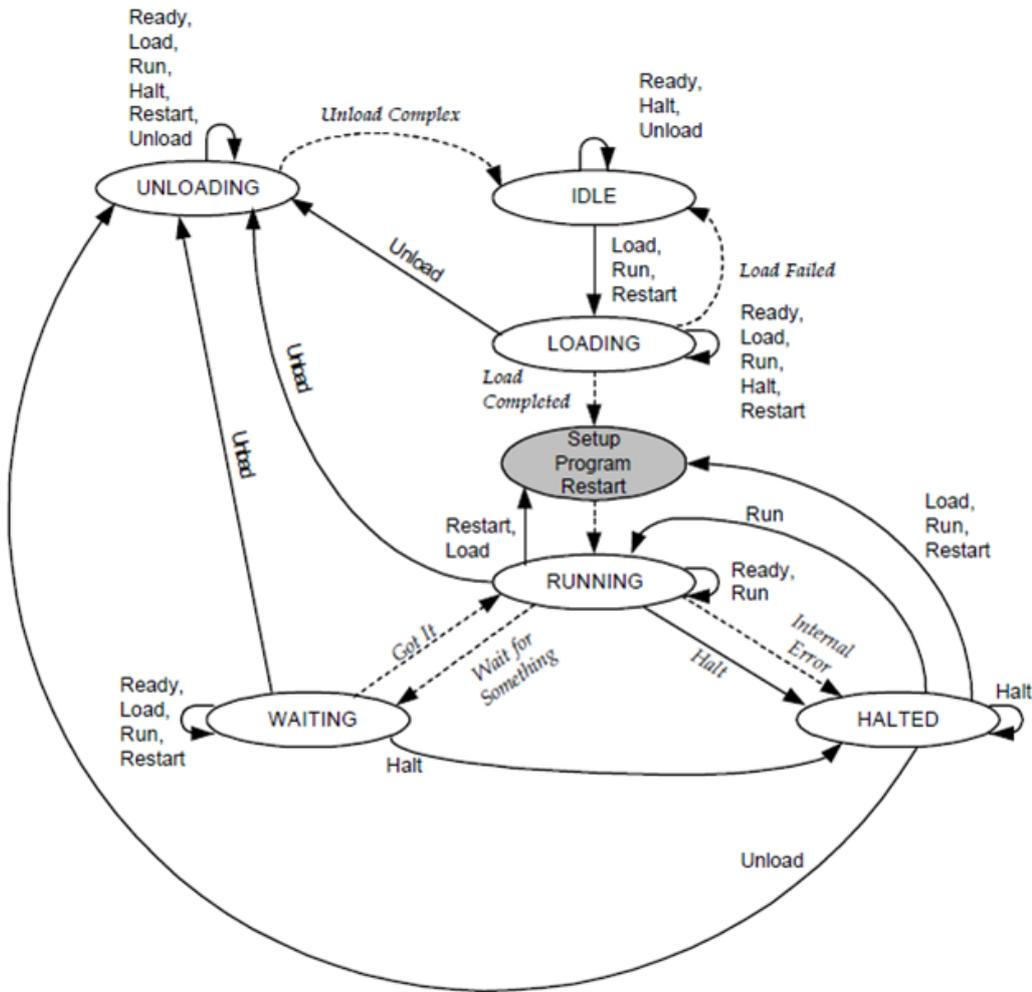 Ready,
Load,
Run,
Halt,
Restart,
Unload
Unload Complex
Ready,
Halt,
Unload
UNLOADING
IDLE
Unload
Load,
Run,
Restart
Load Failed
LOADING
Ready,
Load,
Run,
Halt,
Restart
Load
Completed
Unload
Unload
Setup
Program
Restart
Restart,
Load
Run
Load,
Run,
Restart
RUNNING
Ready,
Run
Got It
Wait for
Something
Halt
Internal
Error
Ready,
Load,
Run,
Restart
WAITING
HALTED
Halt
Halt
Unload